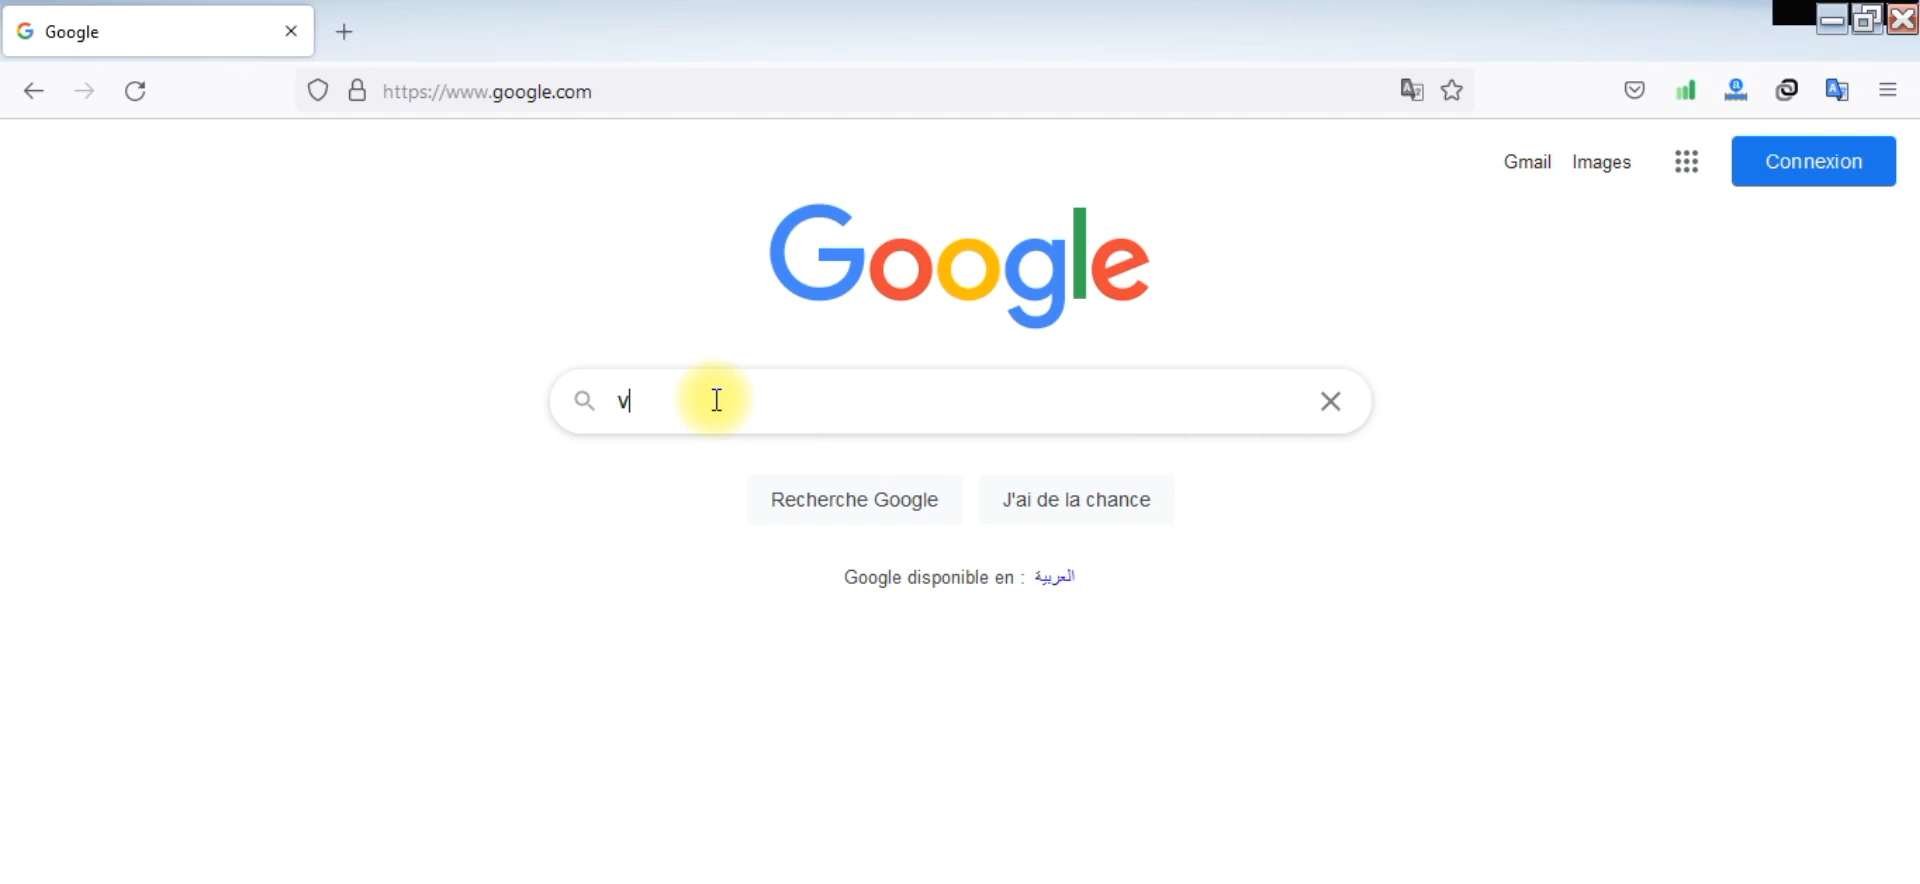 Google
https://www.google.com
Gmail Images Connexion
Google
v
Recherche Google J'ai de la chance
Google disponible en : العربية